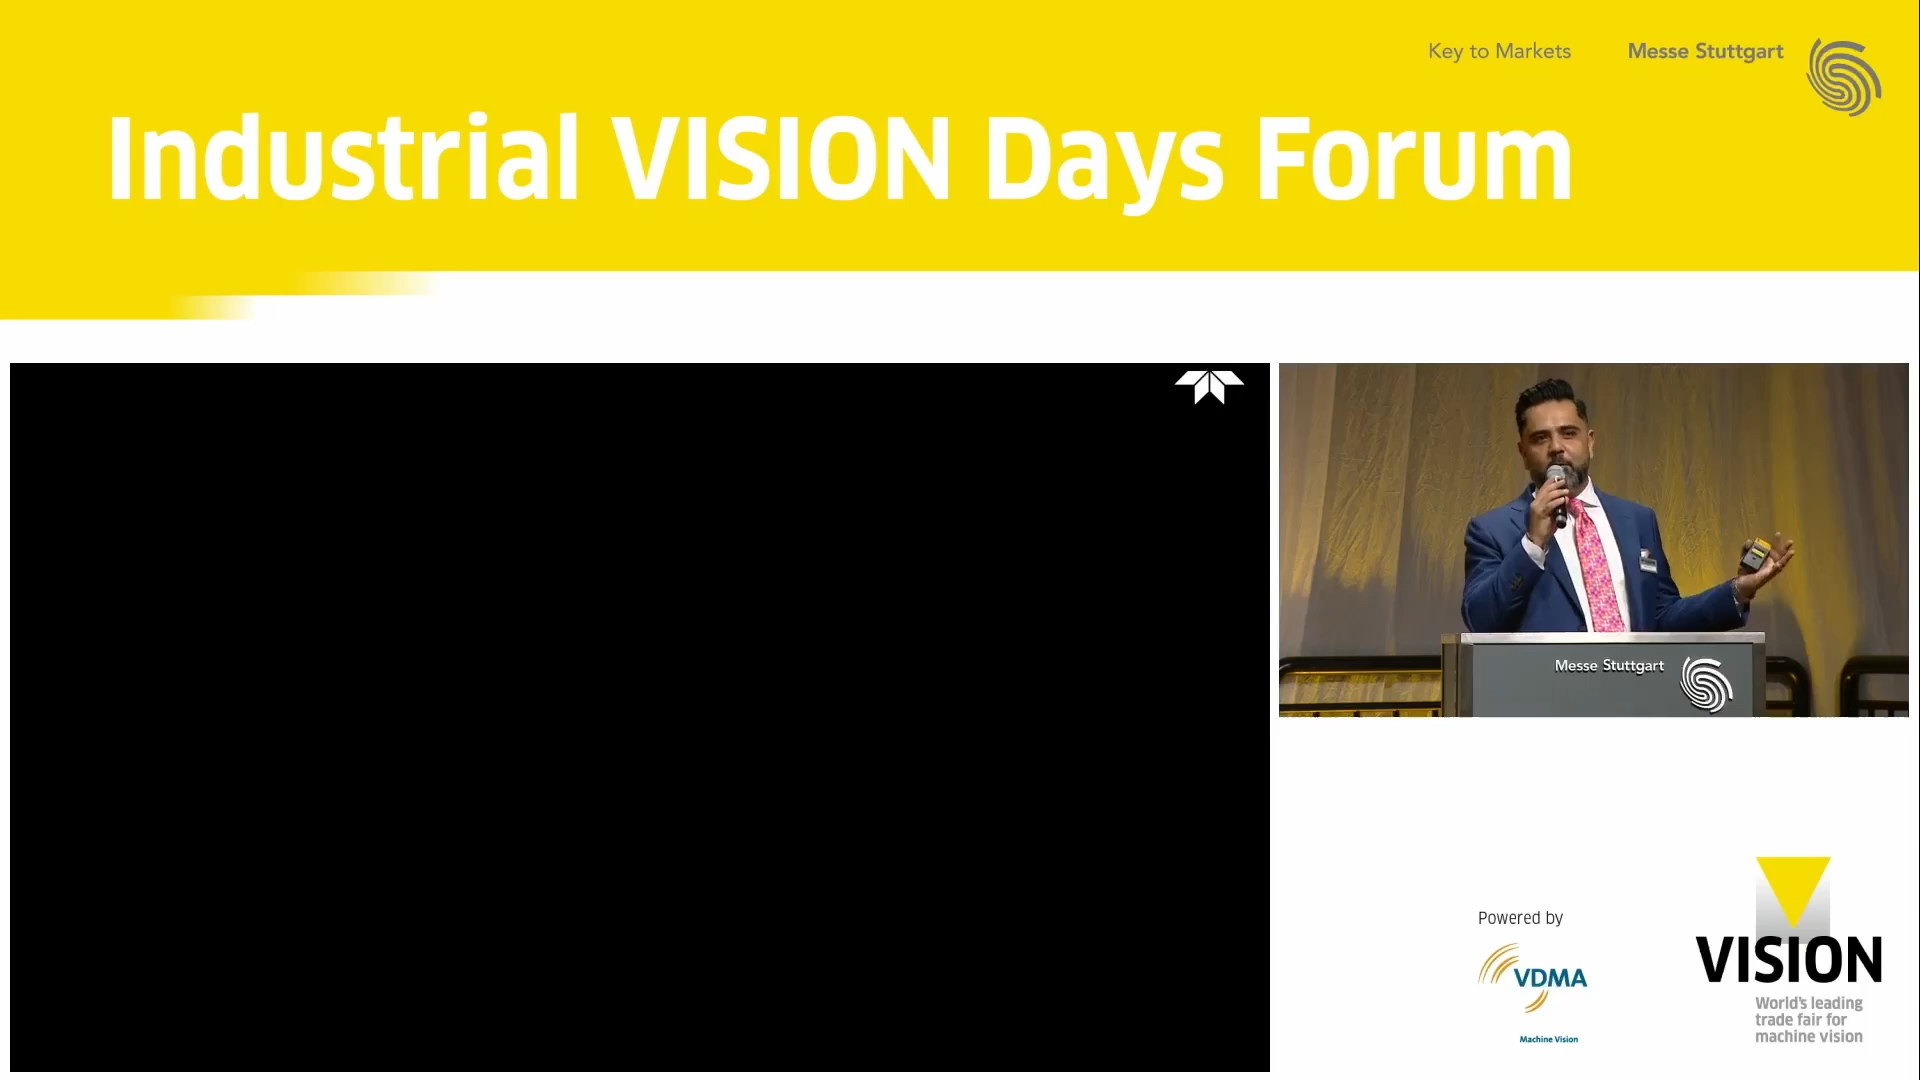 Key to Markets
Messe Stuttgart
Industrial VISION Days Forum
Messe Stuttgart
Powered by
VDMA
Machine Vision
VISION
World's leading
trade fair for
machine vision